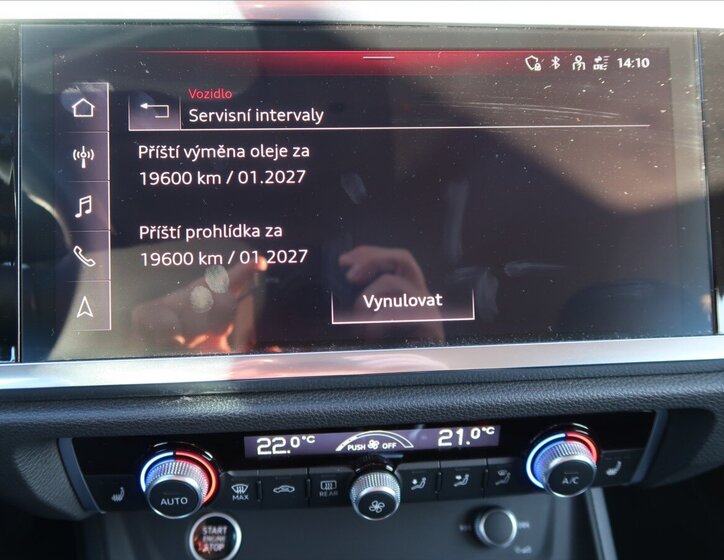 14:10
Vozidlo
Servisní intervaly
Příští výměna oleje za
19600 km / 01.2027
Příští prohlídka za
19600 km / 01.2027
Vynulovat
22.0°C
PUSH OFF
21.0°C
AUTO
MAX
REAR
A/C
START
ENGINE
STOP